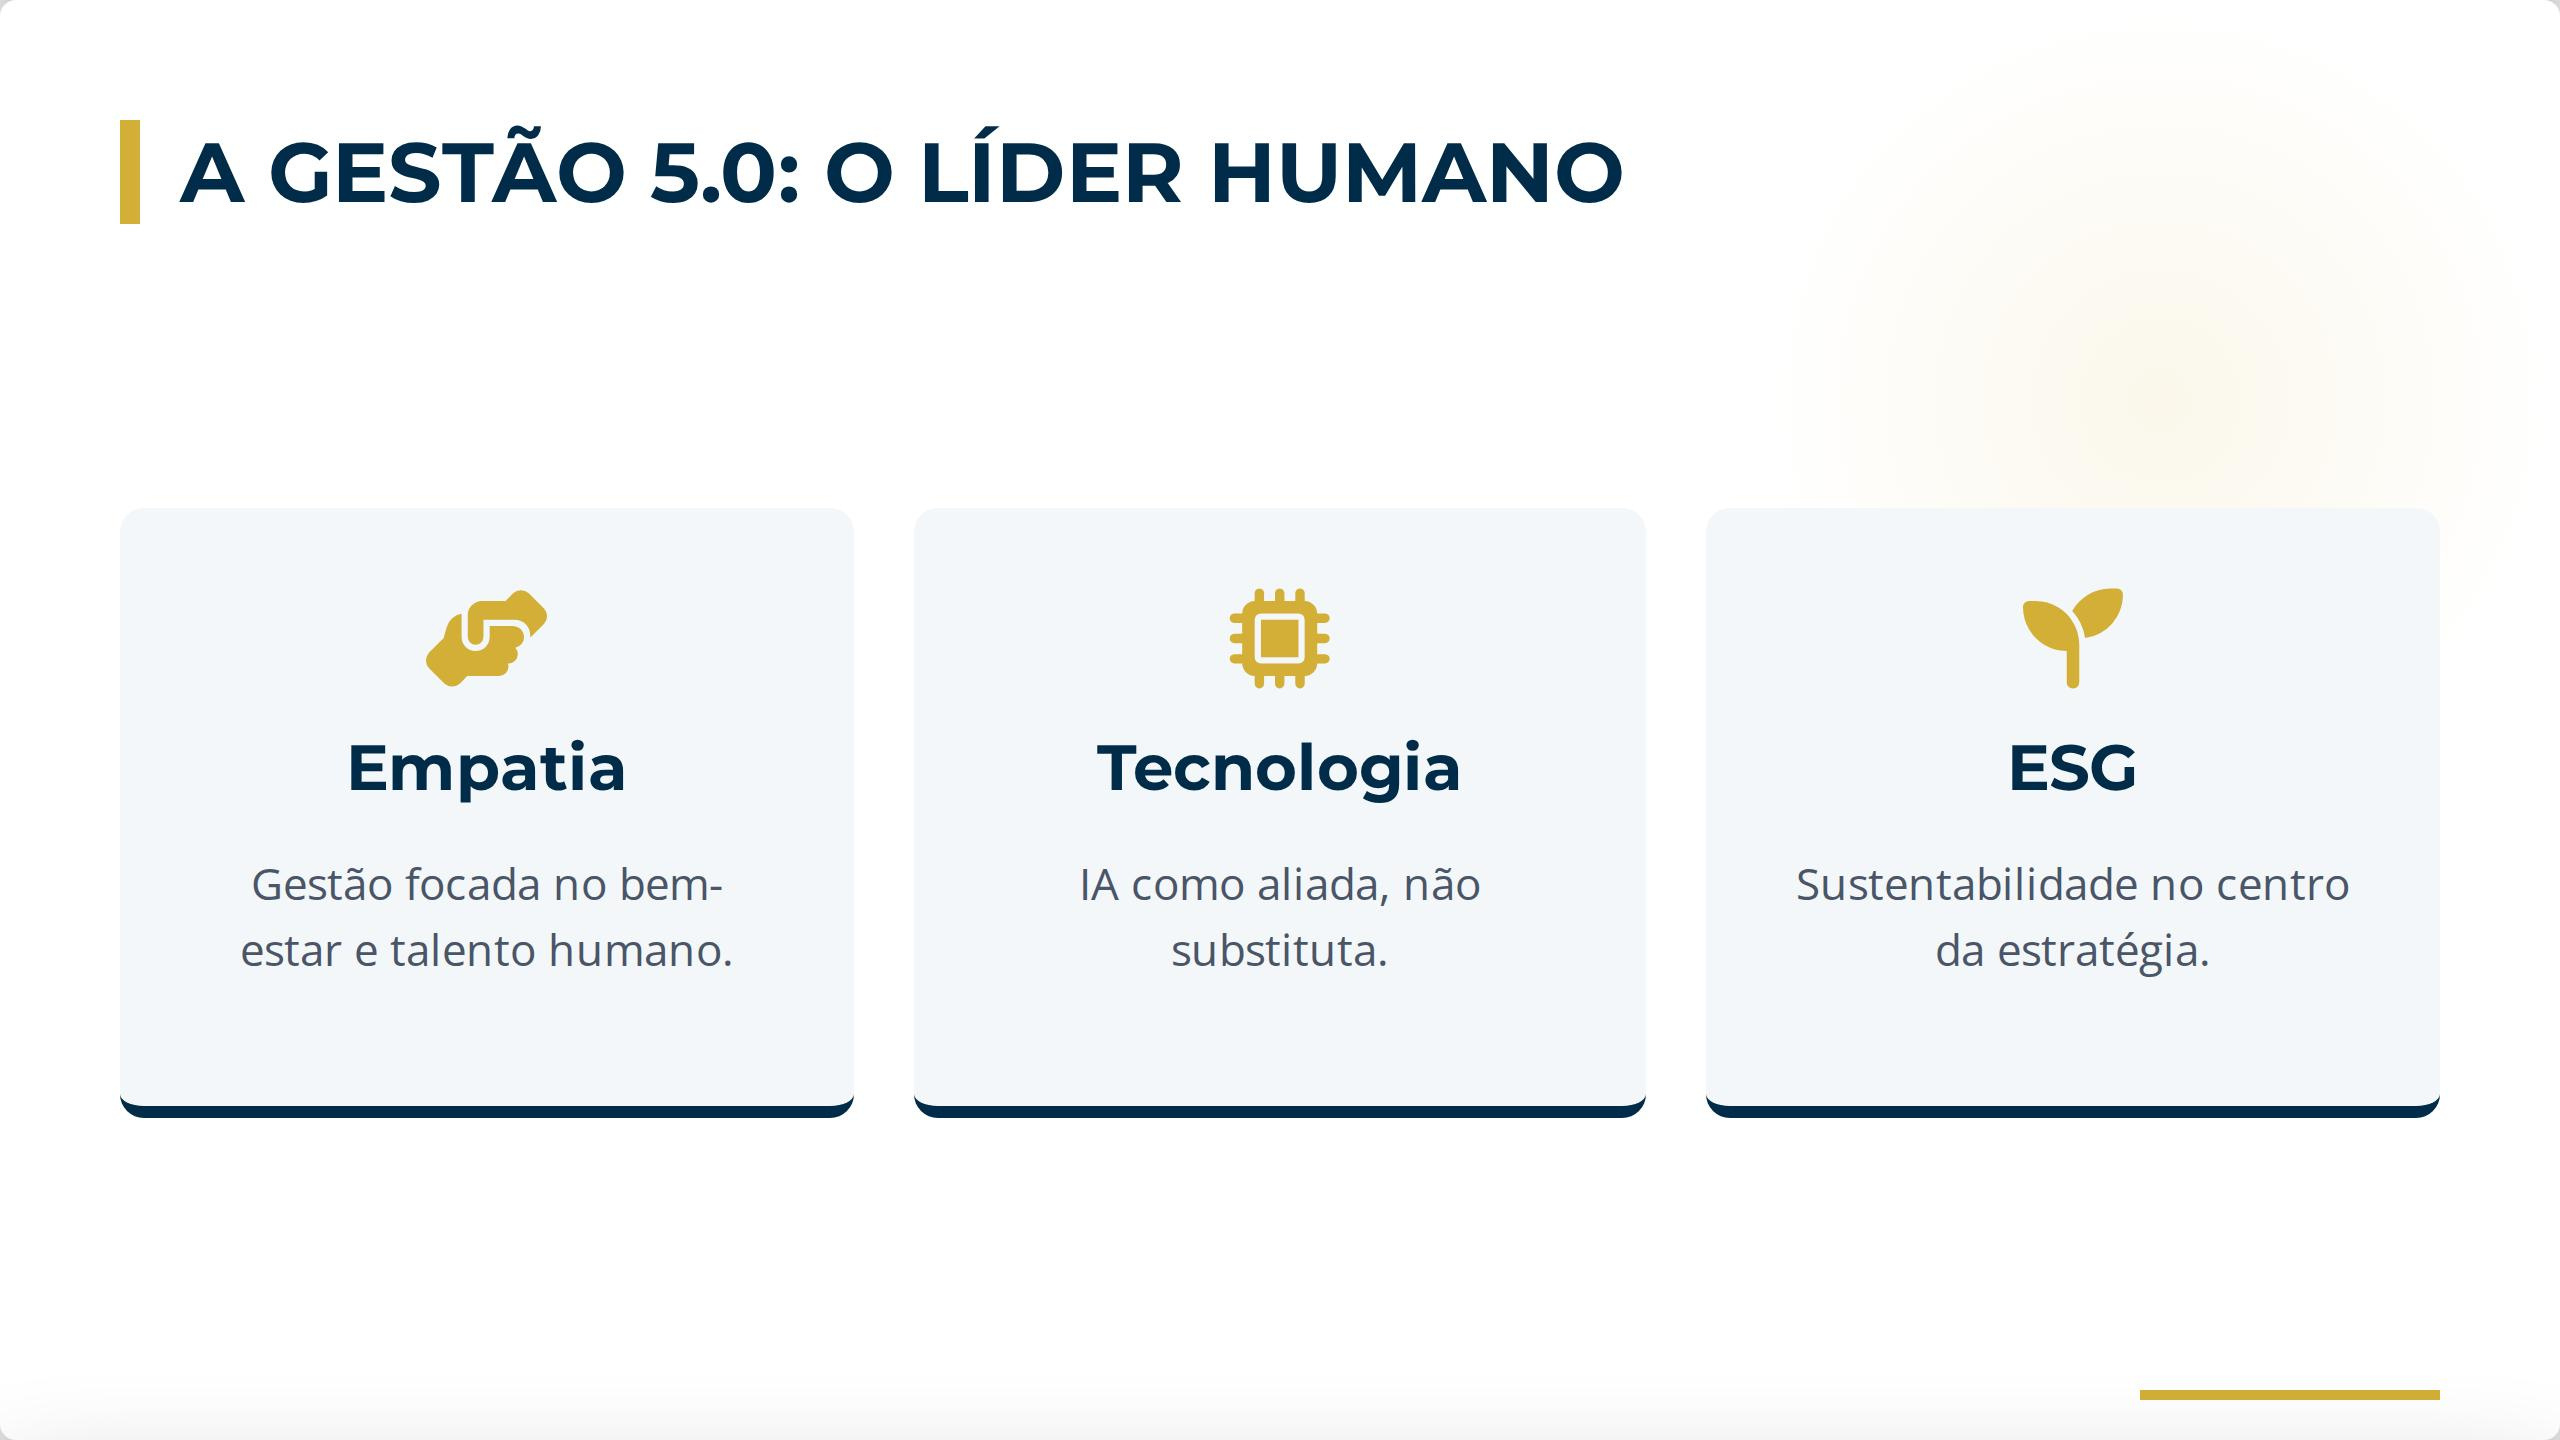 A GESTÃO 5.0: O LÍDER HUMANO
Empatia
Gestão focada no bem-
estar e talento humano.
Tecnologia
IA como aliada, não
substituta.
ESG
Sustentabilidade no centro
da estratégia.